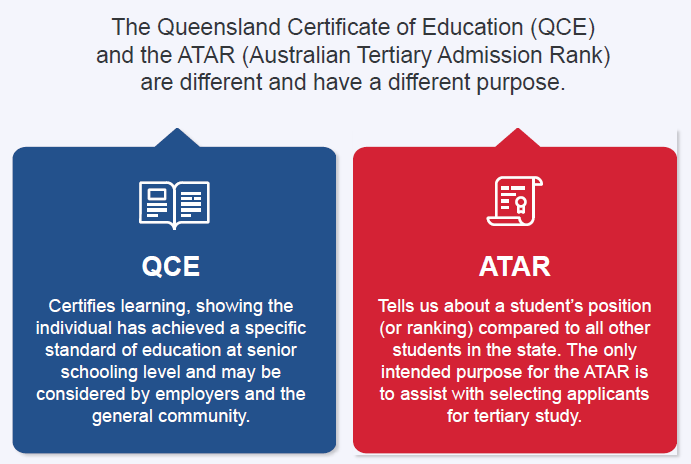 The Queensland Certificate of Education (QCE)
and the ATAR (Australian Tertiary Admission Rank)
are different and have a different purpose.
QCE
Certifies learning, showing the
individual has achieved a specific
standard of education at senior
schooling level and may be
considered by employers and the
general community.
ATAR
Tells us about a student’s position
(or ranking) compared to all other
students in the state. The only
intended purpose for the ATAR is
to assist with selecting applicants
for tertiary study.